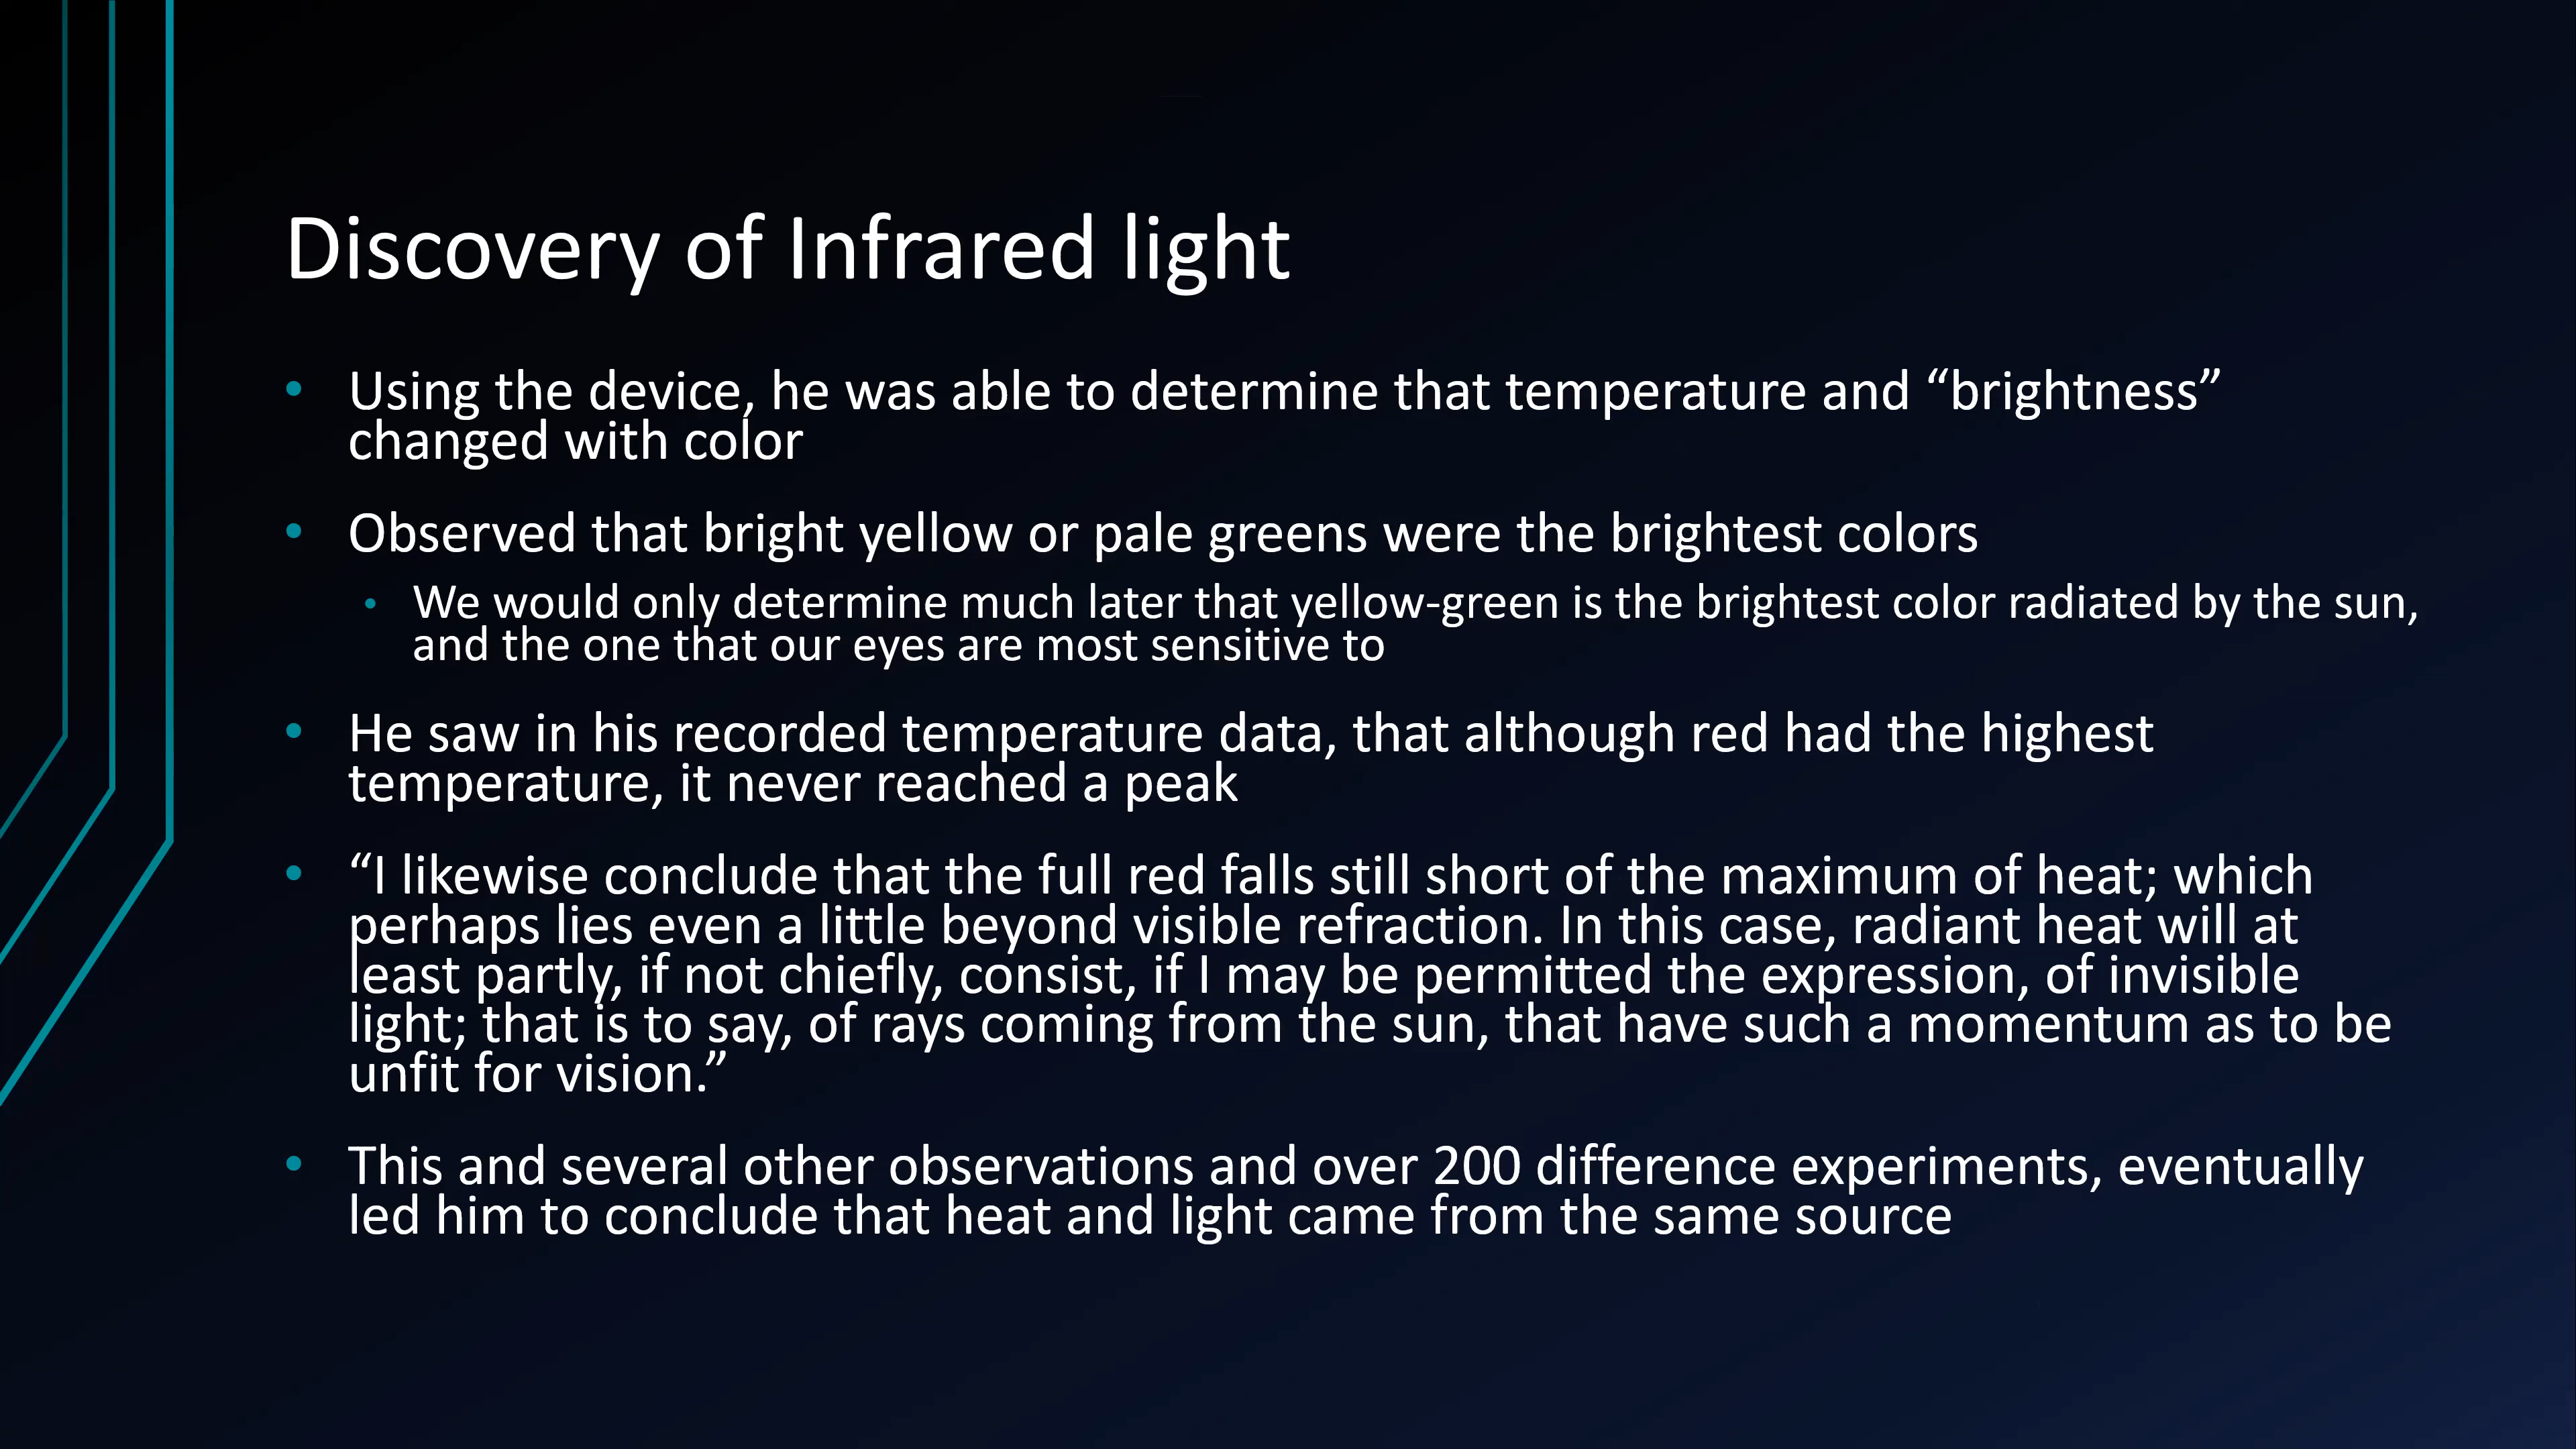 Discovery of Infrared light
• Using the device, he was able to determine that temperature and “brightness”
changed with color
• Observed that bright yellow or pale greens were the brightest colors
• We would only determine much later that yellow-green is the brightest color radiated by the sun,
and the one that our eyes are most sensitive to
• He saw in his recorded temperature data, that although red had the highest
temperature, it never reached a peak
• “I likewise conclude that the full red falls still short of the maximum of heat; which
perhaps lies even a little beyond visible refraction. In this case, radiant heat will at
least partly, if not chiefly, consist, if I may be permitted the expression, of invisible
light; that is to say, of rays coming from the sun, that have such a momentum as to be
unfit for vision.”
• This and several other observations and over 200 difference experiments, eventually
led him to conclude that heat and light came from the same source